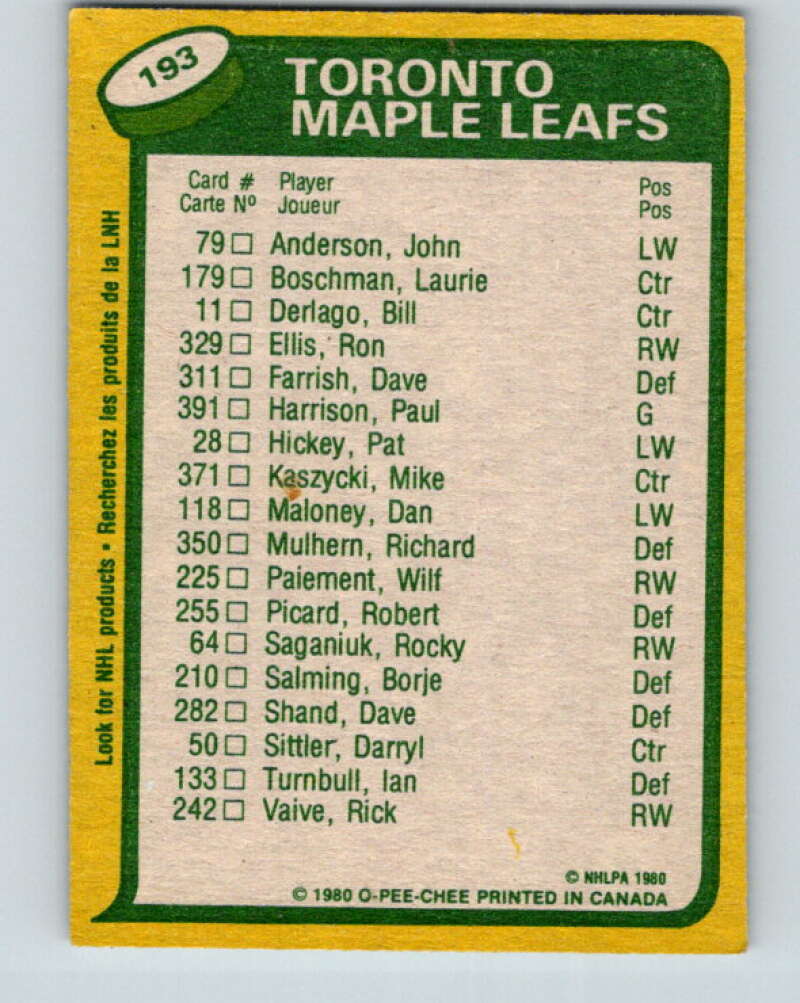 193
TORONTO
MAPLE LEAFS
Card # Player Pos
Carte Nº Joueur Pos
79 Anderson, John LW
179 Boschman, Laurie Ctr
11 Derlago, Bill Ctr
329 Ellis, Ron RW
311 Farrish, Dave Def
391 Harrison, Paul G
28 Hickey, Pat LW
371 Kaszycki, Mike Ctr
118 Maloney, Dan LW
350 Mulhern, Richard Def
225 Paiement, Wilf RW
255 Picard, Robert Def
64 Saganiuk, Rocky RW
210 Salming, Borje Def
282 Shand, Dave Def
50 Sittler, Darryl Ctr
133 Turnbull, Ian Def
242 Vaive, Rick RW
© NHLPA 1980
© 1980 O-PEE-CHEE PRINTED IN CANADA
Look for NHL products • Recherchez les produits de la LNH